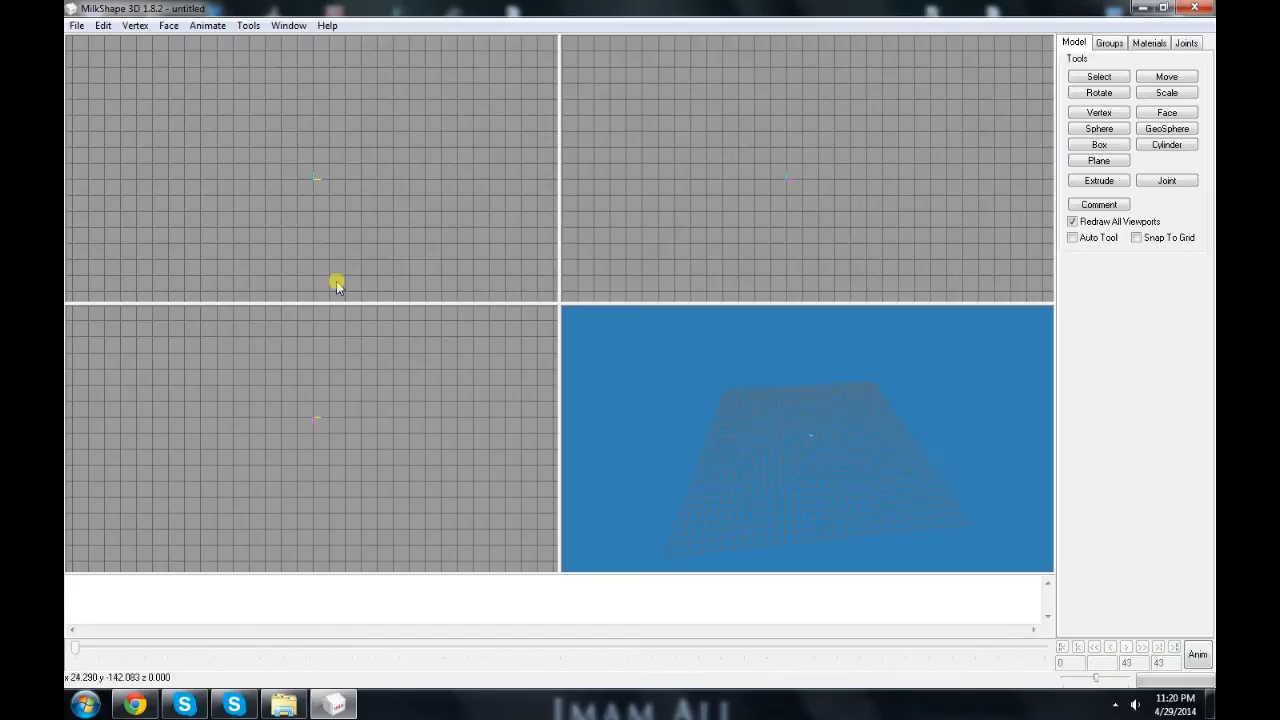 MilkShape 3D 1.8.2 - untitled
File Edit Vertex Face Animate Tools Window Help
Model Groups Materials Joints
Tools
Select Move
Rotate Scale
Vertex Face
Sphere GeoSphere
Box Cylinder
Plane
Extrude Joint
Comment
Redraw All Viewports
Auto Tool Snap To Grid
0 43 43 Anim
x 24.290 y -142.083 z 0.000
11:20 PM
4/29/2014
IMAM ALI